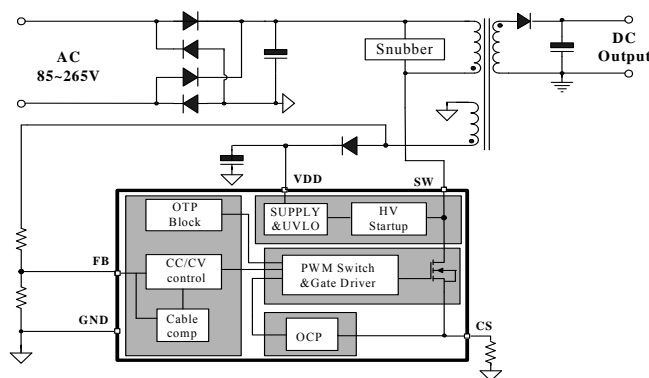 AC
85~265V
Snubber
DC
Output
VDD
SW
OTP
Block
SUPPLY
&UVLO
HV
Startup
FB
CC/CV
control
PWM Switch
&Gate Driver
GND
Cable
comp
OCP
CS